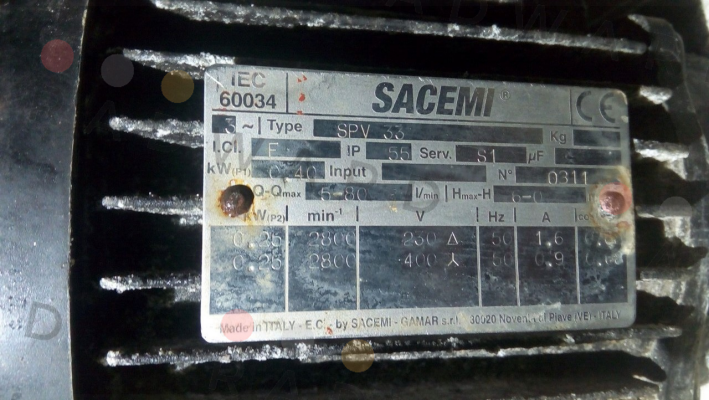 IEC
60034
SACEMI ®
CE
3~ Type SPV 33 Kg
I.Cl. F IP 55 Serv. S1 µF
kW(P1) 0.40 Input N° 0311
Q-Qmax 5-80 l/min Hmax-H 6-0
kW(P2) min⁻¹ V Hz A
0.25 2800 230 Δ 50 1.6
0.25 2800 400 人 50 0.9
Made in ITALY - E.C. by SACEMI - GAMAR s.r.l. 30020 Noventa di Piave (VE) - ITALY